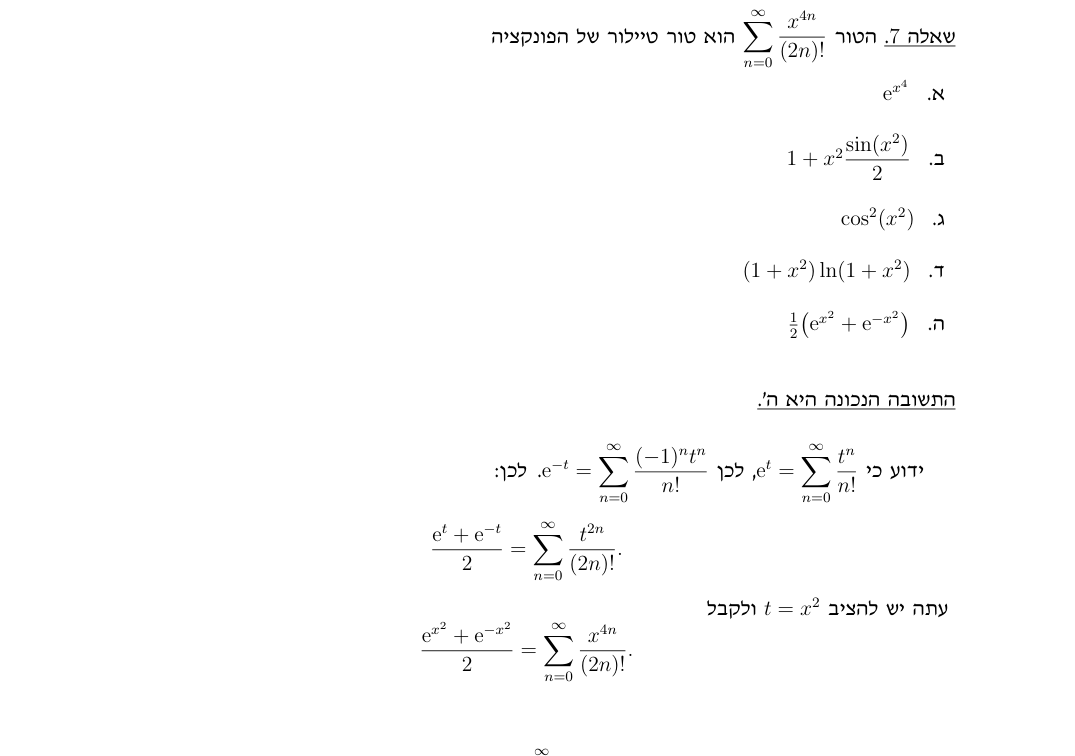 שאלה 7. הטור $\sum_{n=0}^{\infty} \frac{x^{4n}}{(2n)!}$ הוא טור טיילור של הפונקציה
א. $e^{x^4}$
ב. $1 + x^2 \frac{\sin(x^2)}{2}$
ג. $\cos^2(x^2)$
ד. $(1 + x^2)\ln(1 + x^2)$
ה. $\frac{1}{2}(e^{x^2} + e^{-x^2})$
התשובה הנכונה היא ה'.
ידוע כי $e^t = \sum_{n=0}^{\infty} \frac{t^n}{n!}$, לכן $e^{-t} = \sum_{n=0}^{\infty} \frac{(-1)^n t^n}{n!}$. לכן:
$\frac{e^t + e^{-t}}{2} = \sum_{n=0}^{\infty} \frac{t^{2n}}{(2n)!}.$
עתה יש להציב $t = x^2$ ולקבל
$\frac{e^{x^2} + e^{-x^2}}{2} = \sum_{n=0}^{\infty} \frac{x^{4n}}{(2n)!}.$
∞